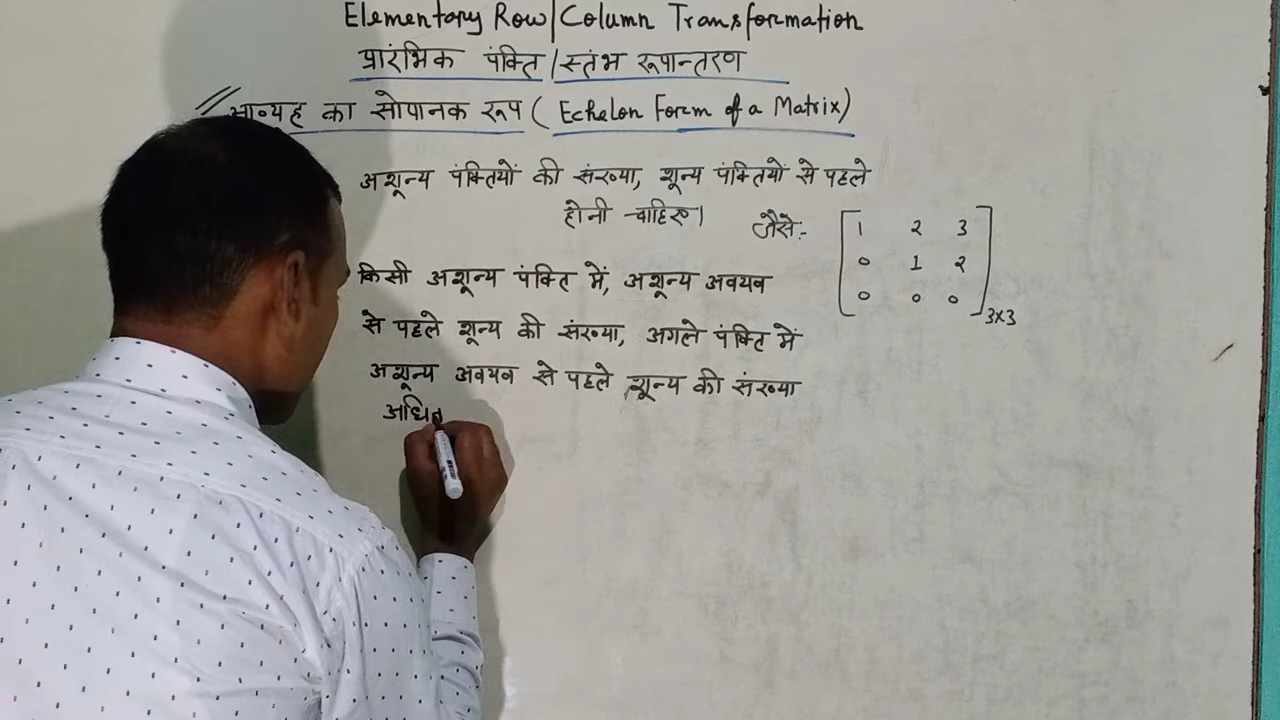 Elementary Row/Column Transformation
प्रारंभिक पंक्ति/स्तंभ रूपान्तरण
आव्यूह का सोपानक रूप (Echelon Form of a Matrix)
अशून्य पंक्तियों की संख्या, शून्य पंक्तियों से पहले
होनी चाहिए।
जैसे:-
1 2 3
0 1 2
0 0 0
3x3
किसी अशून्य पंक्ति में, अशून्य अवयव
से पहले शून्य की संख्या, अगले पंक्ति में
अशून्य अवयव से पहले शून्य की संख्या